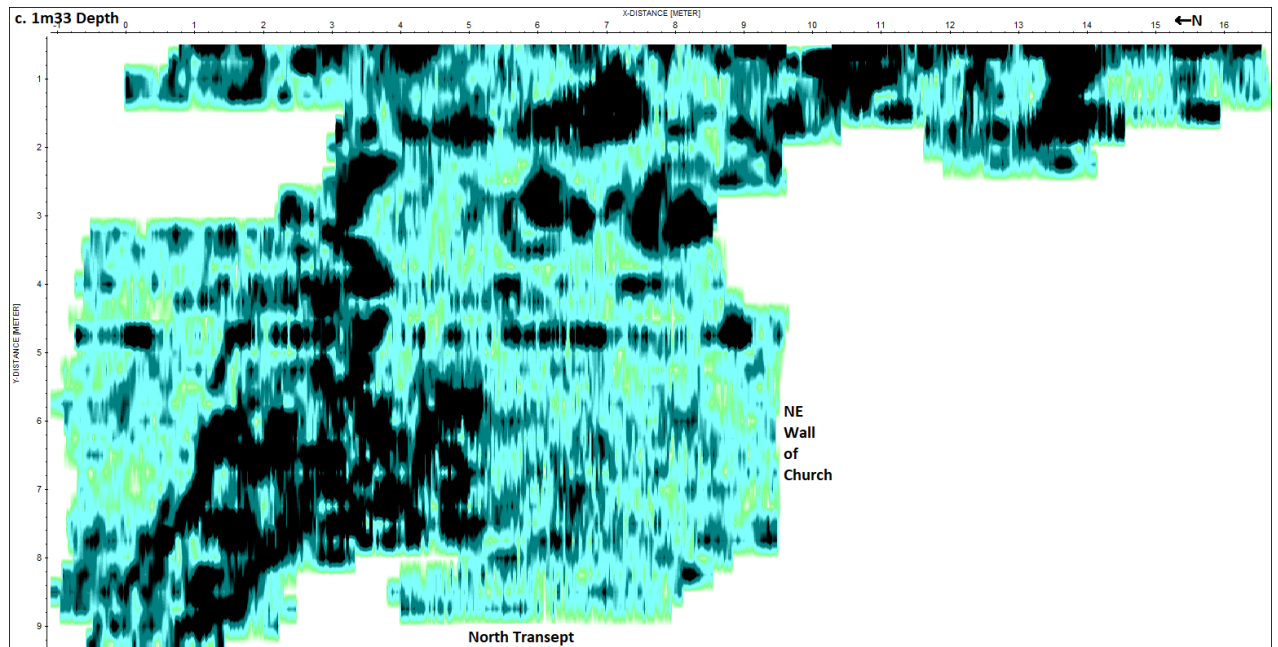 c. 1m33 Depth
X-DISTANCE [METER]
←N
-1 0 1 2 3 4 5 6 7 8 9 10 11 12 13 14 15 16
Y-DISTANCE [METER]
1
2
3
4
5
6
7
8
9
NE
Wall
of
Church
North Transept